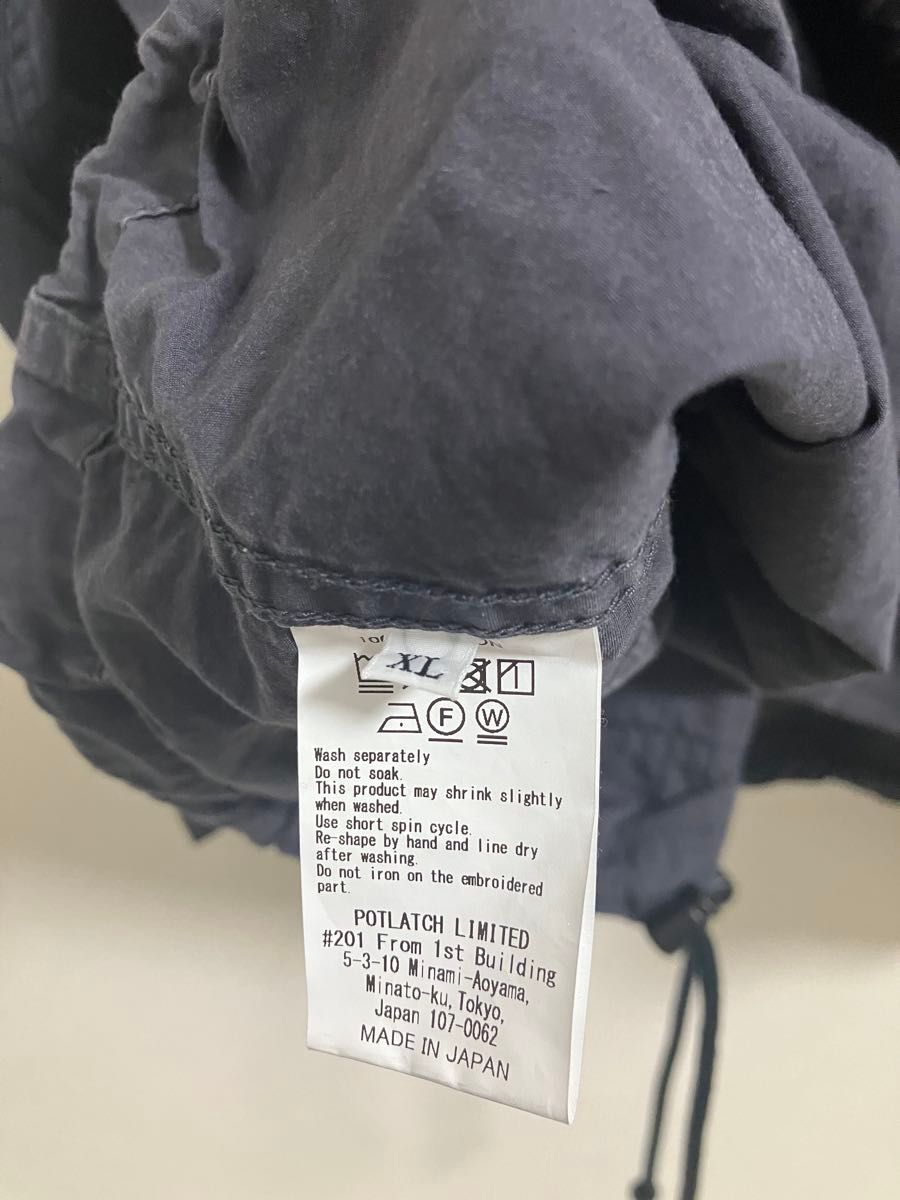 XL
F W
Wash separately
Do not soak.
This product may shrink slightly
when washed.
Use short spin cycle.
Re-shape by hand and line dry
after washing.
Do not iron on the embroidered
part.
POTLATCH LIMITED
#201 From 1st Building
5-3-10 Minami-Aoyama,
Minato-ku, Tokyo,
Japan 107-0062
MADE IN JAPAN